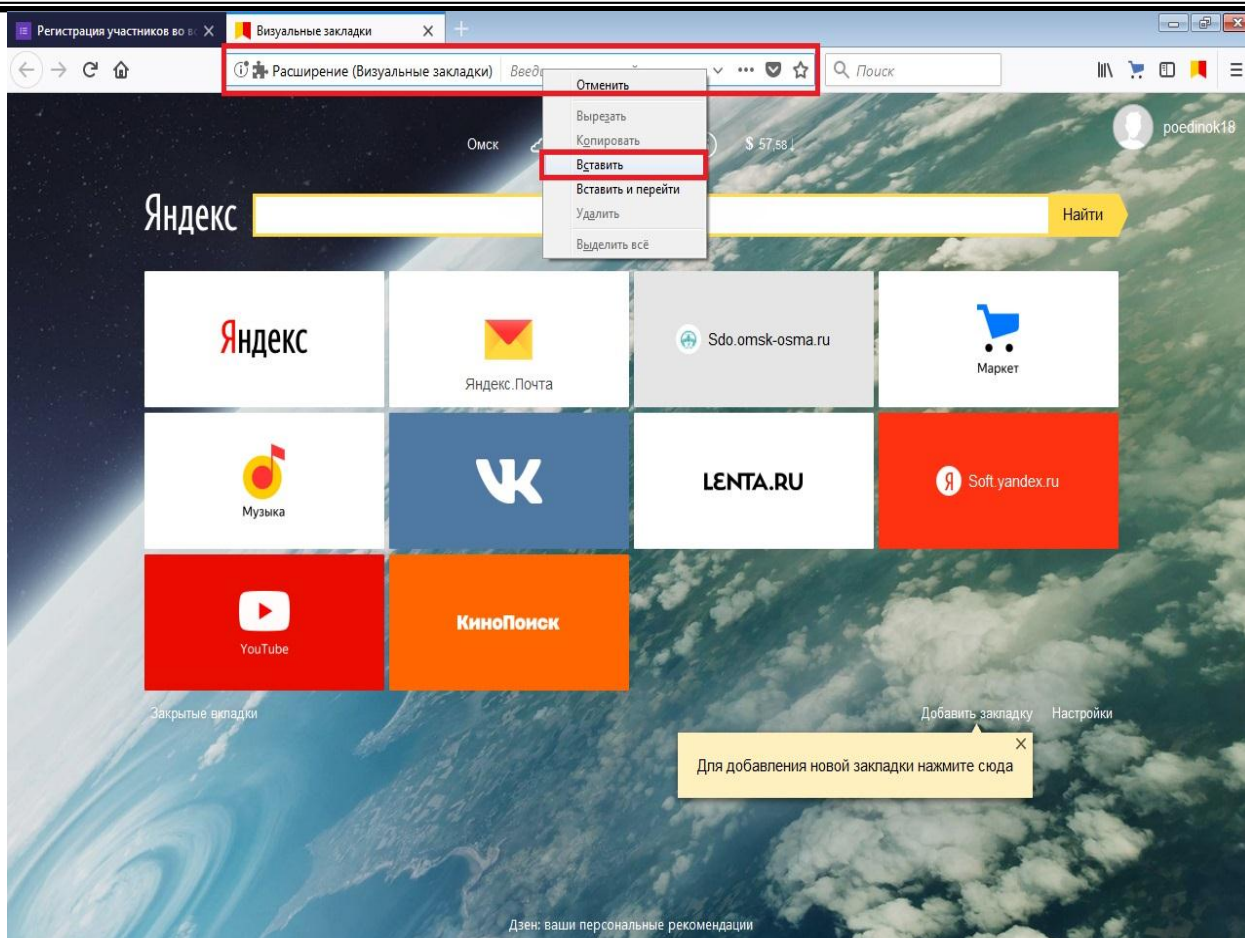 Регистрация участников во
Визуальные закладки
Расширение (Визуальные закладки)
Поиск
Отменить
Вырезать
Копировать
Вставить
Вставить и перейти
Удалить
Выделить всё
poedinok18
Омск
$ 57,58↓
Яндекс
Найти
Яндекс
Яндекс.Почта
Sdo.omsk-osma.ru
Маркет
Музыка
VK
LENTA.RU
Я Soft.yandex.ru
YouTube
КиноПоиск
Закрытые вкладки
Добавить закладку Настройки
Для добавления новой закладки нажмите сюда
Дзен: ваши персональные рекомендации